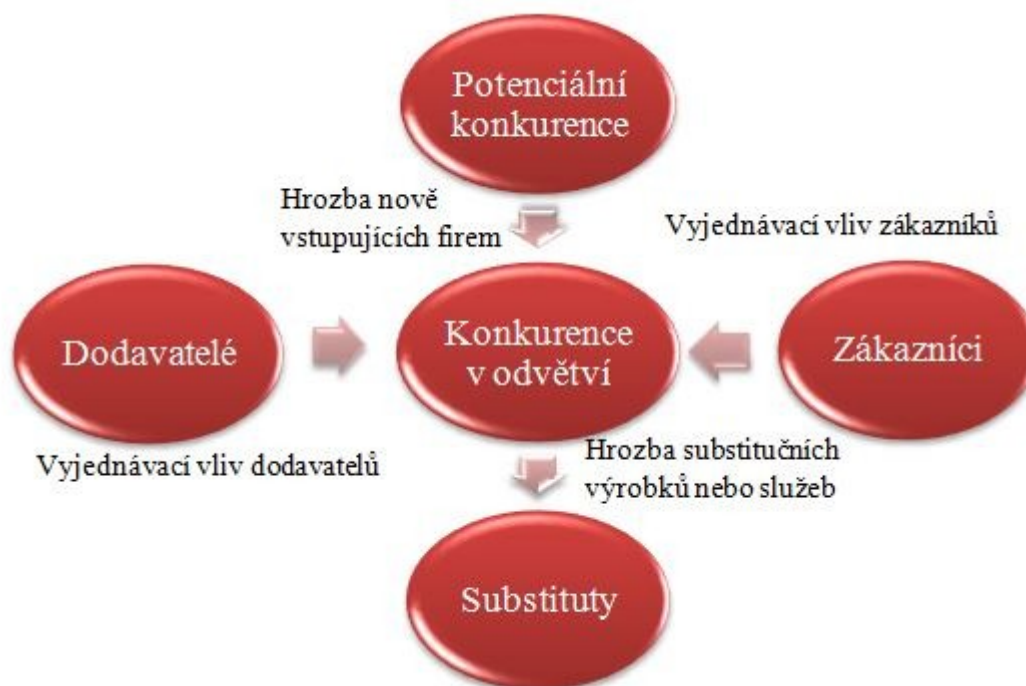 Potenciální
konkurence
Hrozba nově
vstupujících firem
Vyjednávací vliv zákazníků
Dodavatelé
Konkurence
v odvětví
Zákazníci
Vyjednávací vliv dodavatelů
Hrozba substitučních
výrobků nebo služeb
Substituty